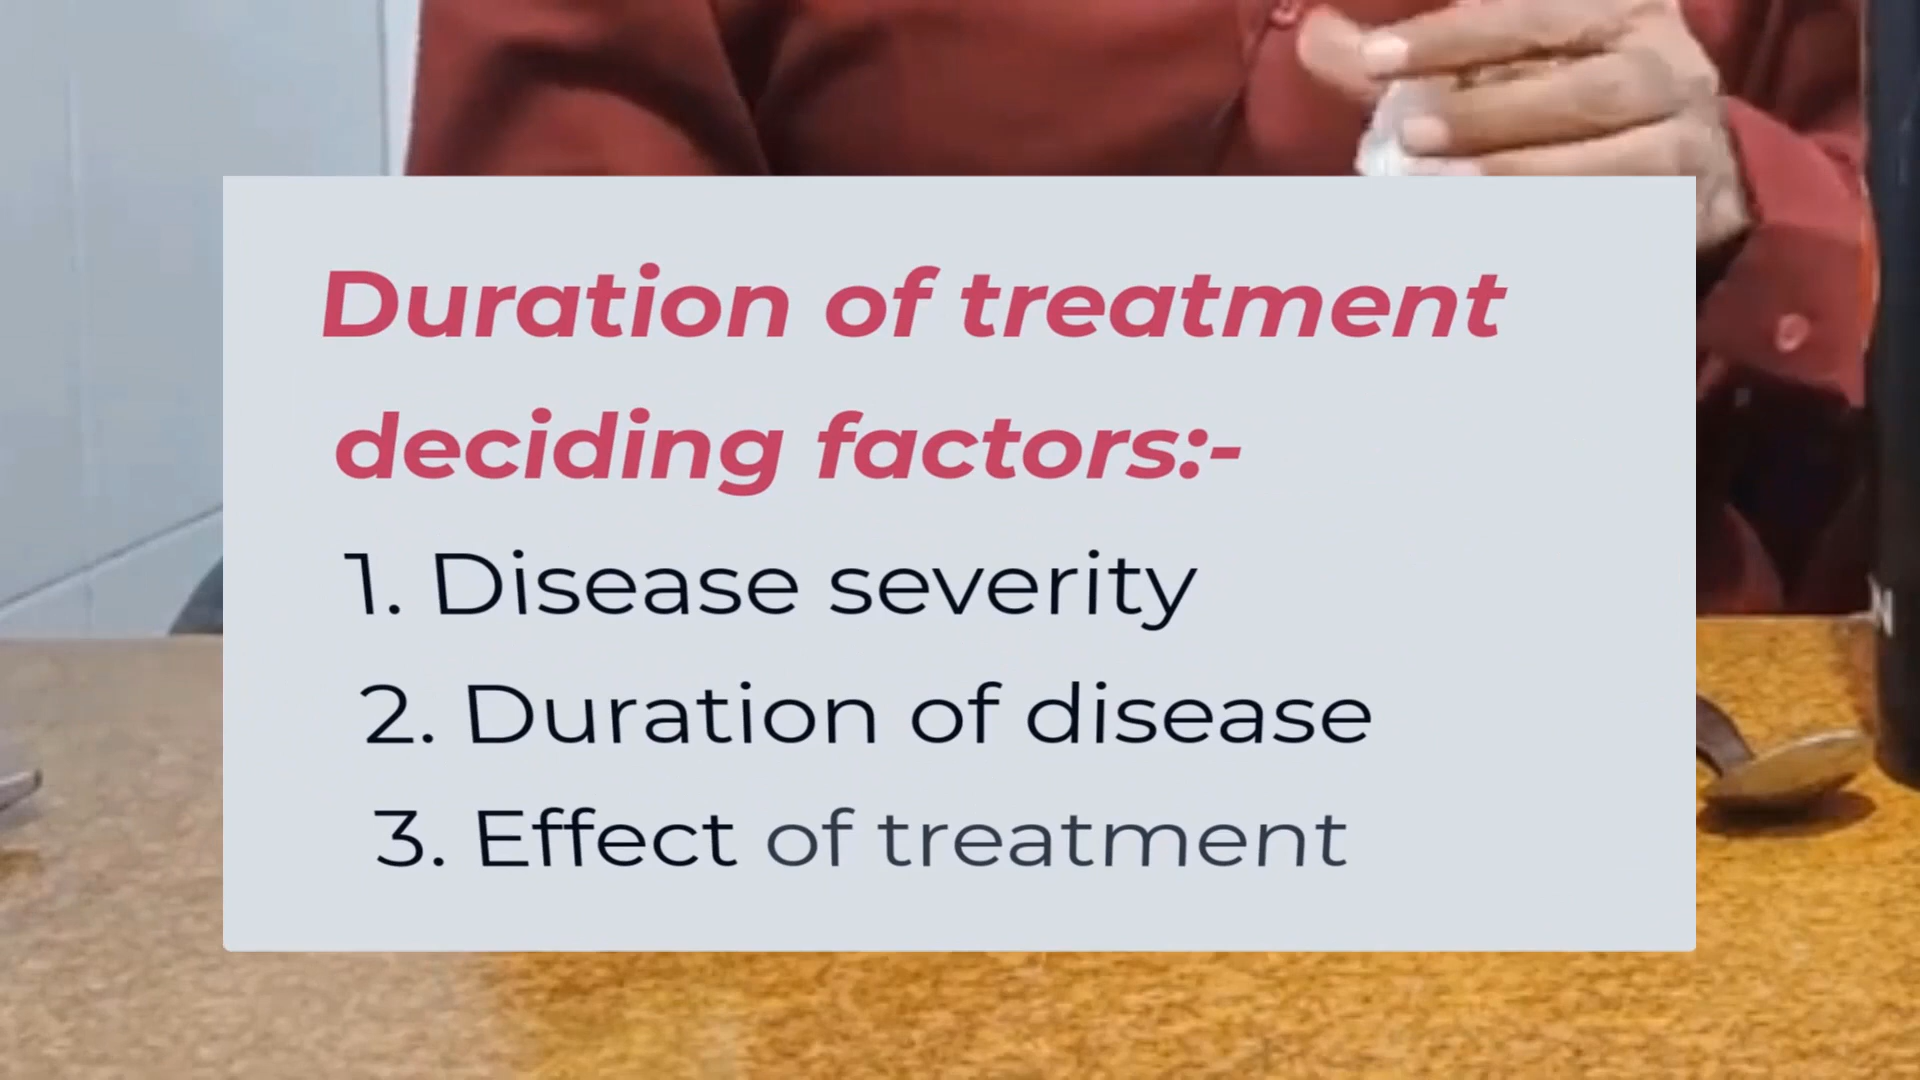 Duration of treatment
deciding factors:-
1. Disease severity
2. Duration of disease
3. Effect of treatment